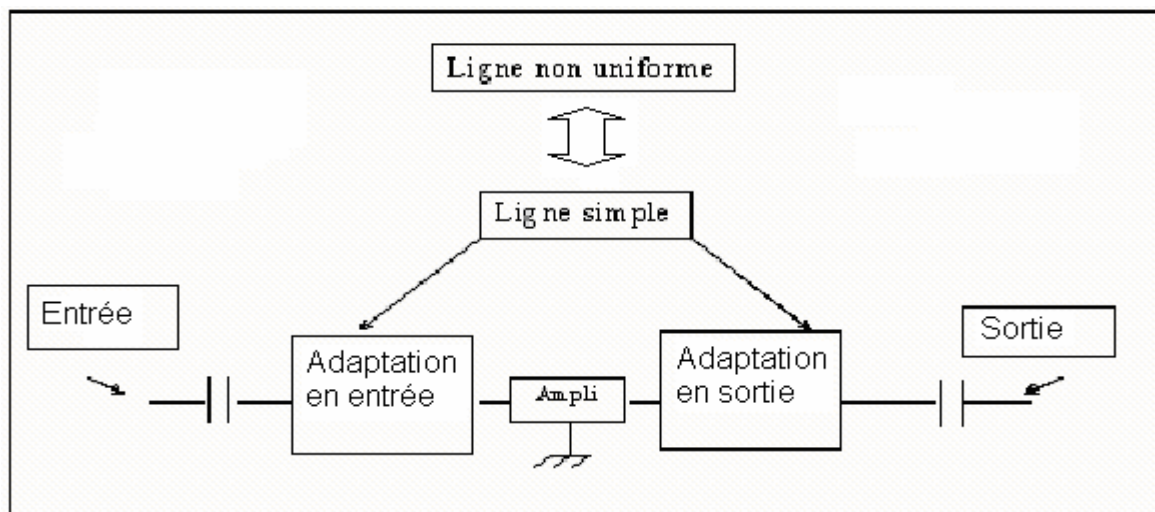 Ligne non uniforme
Ligne simple
Entrée
Sortie
Adaptation
en entrée
Ampli
Adaptation
en sortie